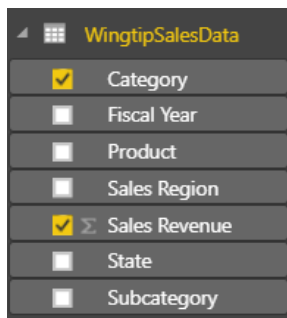 WingtipSalesData
Category
Fiscal Year
Product
Sales Region
Σ Sales Revenue
State
Subcategory